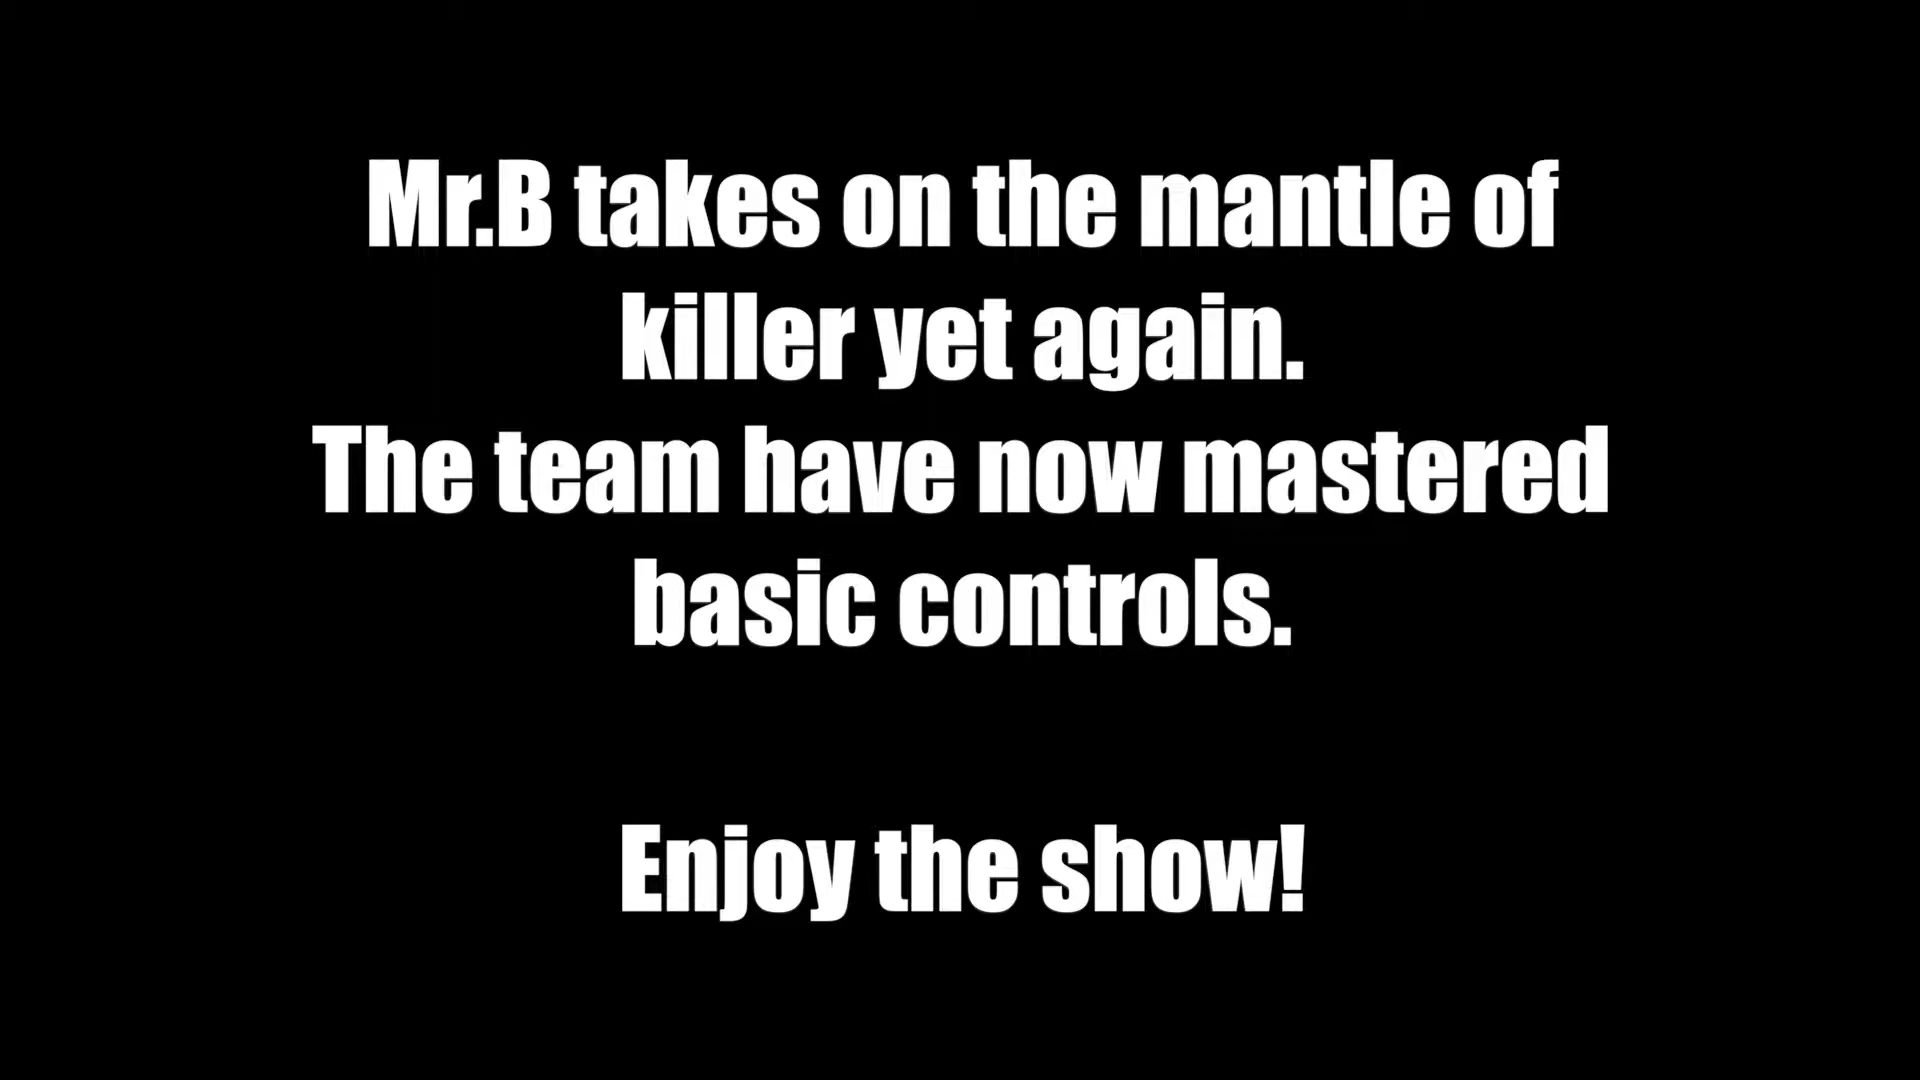 Mr.B takes on the mantle of
killer yet again.
The team have now mastered
basic controls.
Enjoy the show!